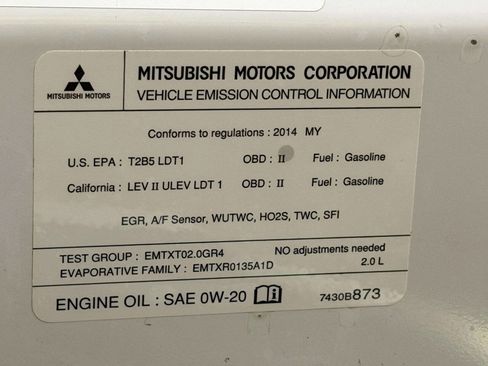 MITSUBISHI MOTORS
MITSUBISHI MOTORS CORPORATION
VEHICLE EMISSION CONTROL INFORMATION
Conforms to regulations : 2014 MY
U.S. EPA : T2B5 LDT1 OBD : II Fuel : Gasoline
California : LEV II ULEV LDT 1 OBD : II Fuel : Gasoline
EGR, A/F Sensor, WUTWC, HO2S, TWC, SFI
TEST GROUP : EMTXT02.0GR4 NO adjustments needed
EVAPORATIVE FAMILY : EMTXR0135A1D 2.0 L
ENGINE OIL : SAE 0W-20 7430B873